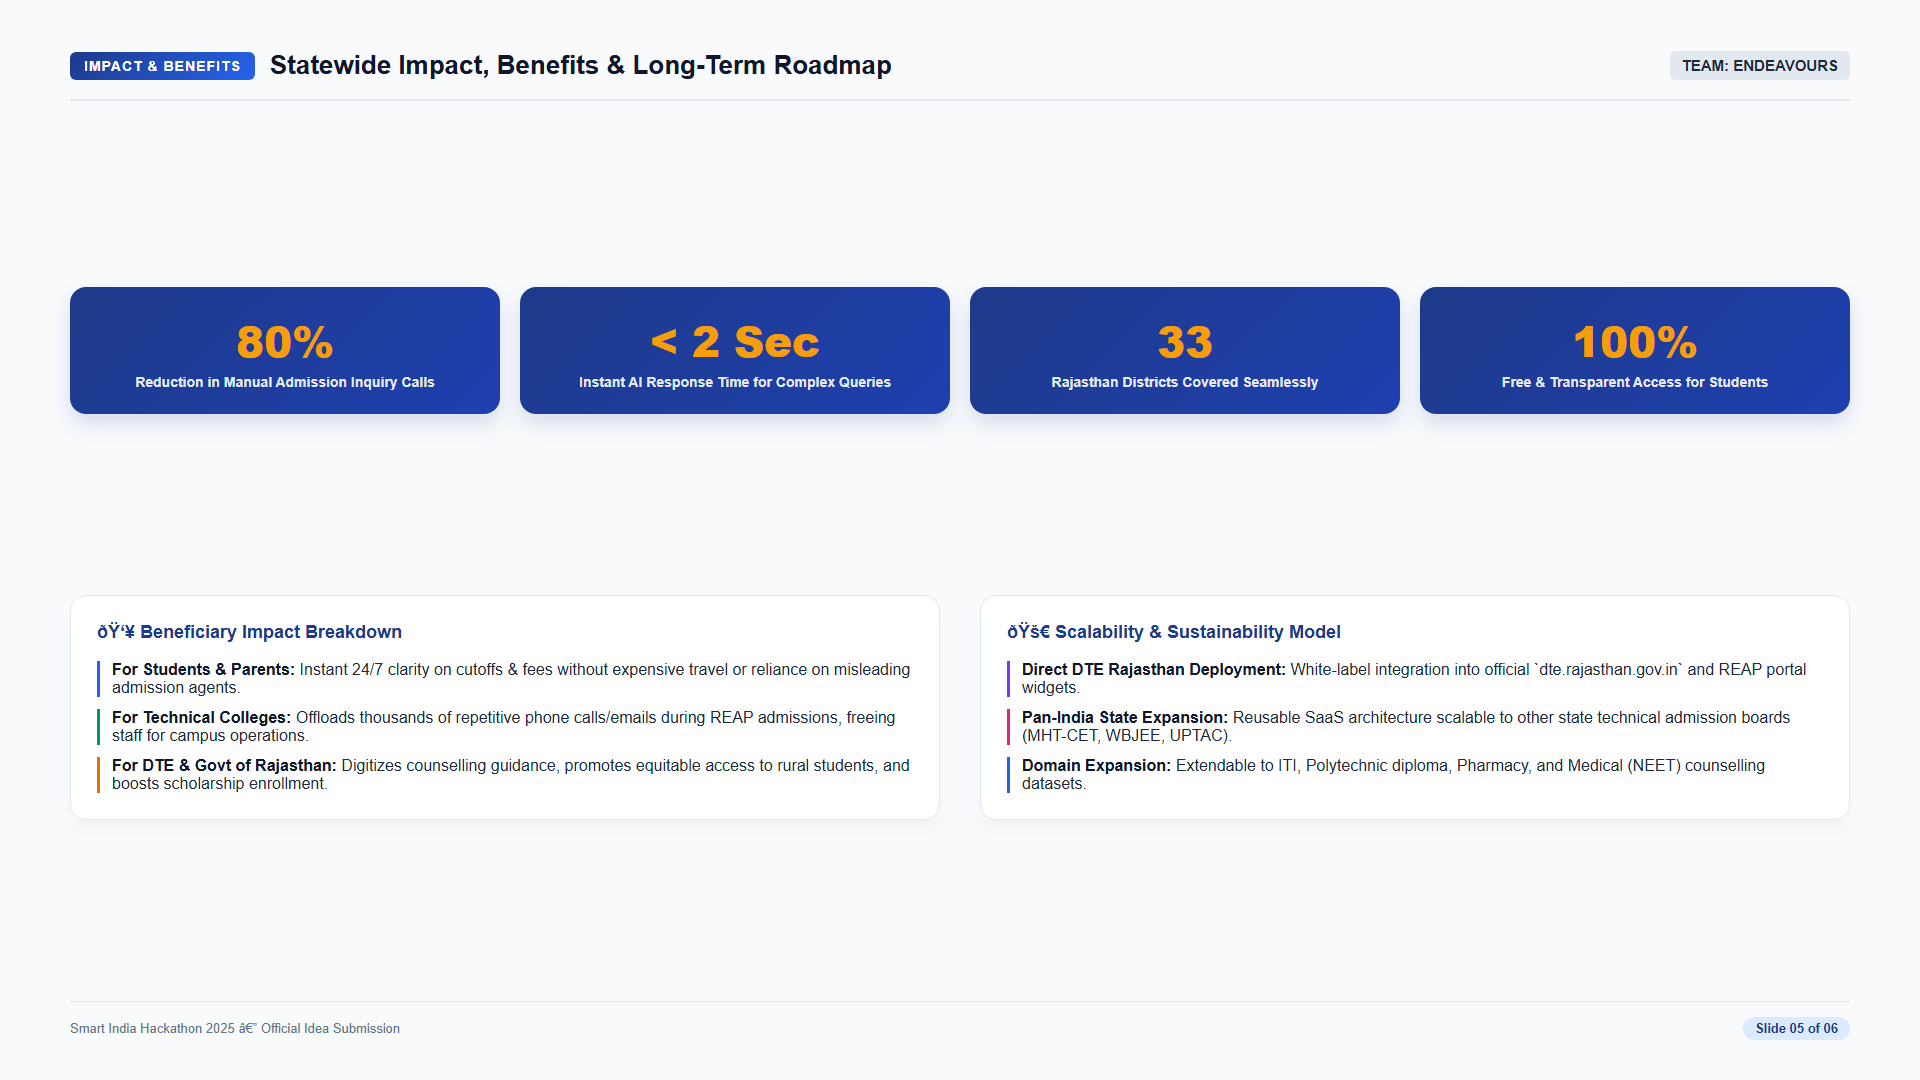 IMPACT & BENEFITS
Statewide Impact, Benefits & Long-Term Roadmap
TEAM: ENDEAVOURS
80%
Reduction in Manual Admission Inquiry Calls
< 2 Sec
Instant AI Response Time for Complex Queries
33
Rajasthan Districts Covered Seamlessly
100%
Free & Transparent Access for Students
ðŸ‘¥ Beneficiary Impact Breakdown
For Students & Parents: Instant 24/7 clarity on cutoffs & fees without expensive travel or reliance on misleading
admission agents.
For Technical Colleges: Offloads thousands of repetitive phone calls/emails during REAP admissions, freeing
staff for campus operations.
For DTE & Govt of Rajasthan: Digitizes counselling guidance, promotes equitable access to rural students, and
boosts scholarship enrollment.
ðŸš€ Scalability & Sustainability Model
Direct DTE Rajasthan Deployment: White-label integration into official `dte.rajasthan.gov.in` and REAP portal
widgets.
Pan-India State Expansion: Reusable SaaS architecture scalable to other state technical admission boards
(MHT-CET, WBJEE, UPTAC).
Domain Expansion: Extendable to ITI, Polytechnic diploma, Pharmacy, and Medical (NEET) counselling
datasets.
Smart India Hackathon 2025 â€” Official Idea Submission
Slide 05 of 06